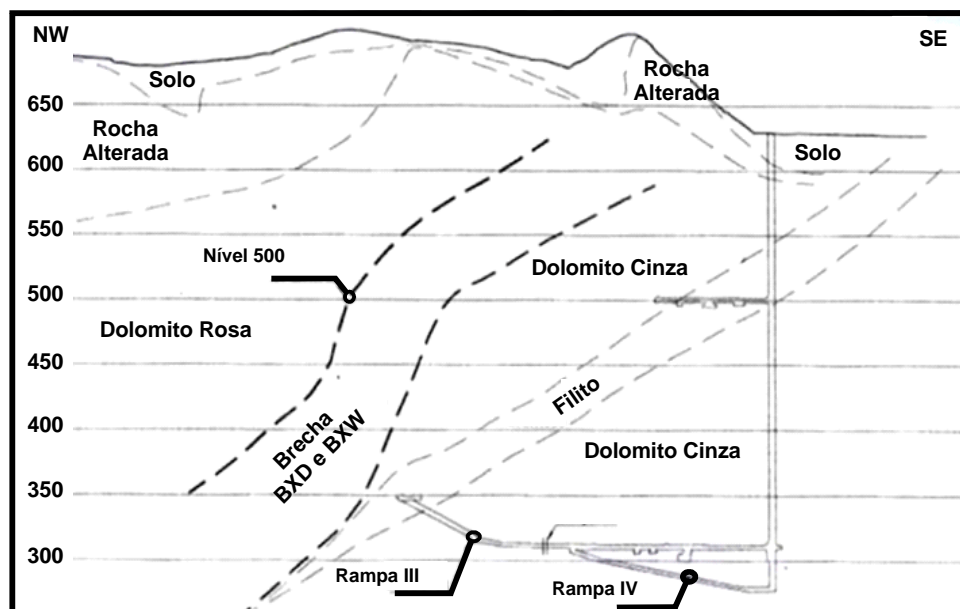 NW
SE
Solo
Rocha
Alterada
650
Rocha
Alterada
Solo
600
550
Nível 500
Dolomito Cinza
500
Dolomito Rosa
450
Filito
400
Brecha
BXD e BXW
Dolomito Cinza
350
300
Rampa III
Rampa IV